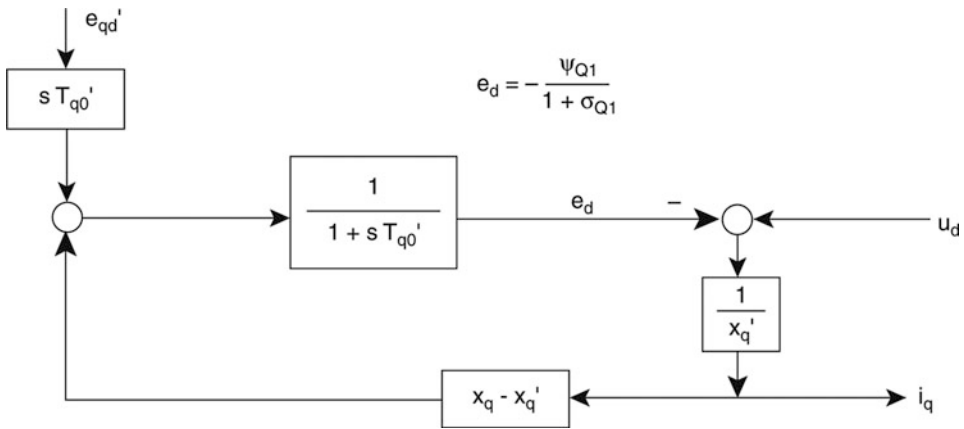 e_qd'
s T_q0'
e_d = − ψ_Q1 / (1 + σ_Q1)
1 / (1 + s T_q0')
e_d
−
u_d
1 / x_q'
x_q - x_q'
i_q